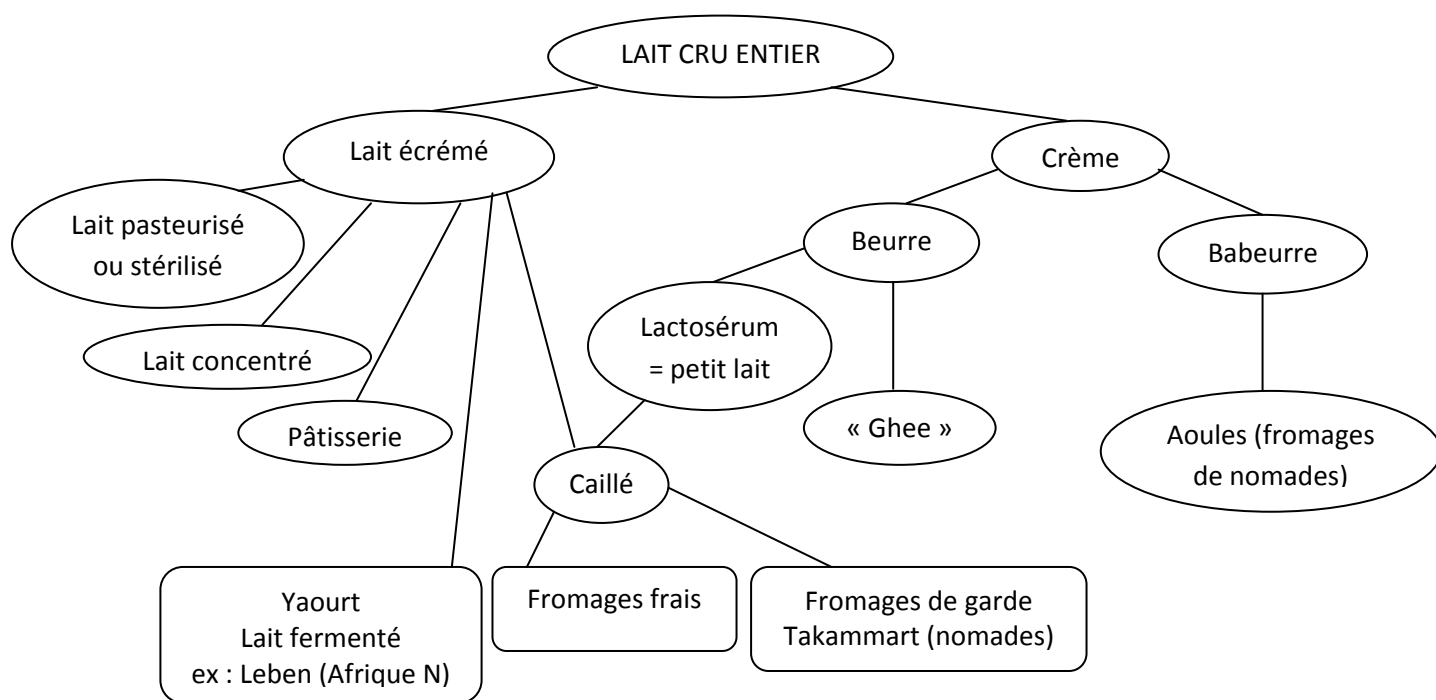 LAIT CRU ENTIER
Lait écrémé
Crème
Lait pasteurisé
ou stérilisé
Beurre
Babeurre
Lactosérum
= petit lait
Lait concentré
Pâtisserie
« Ghee »
Aoules (fromages
de nomades)
Caillé
Yaourt
Lait fermenté
ex : Leben (Afrique N)
Fromages frais
Fromages de garde
Takammart (nomades)